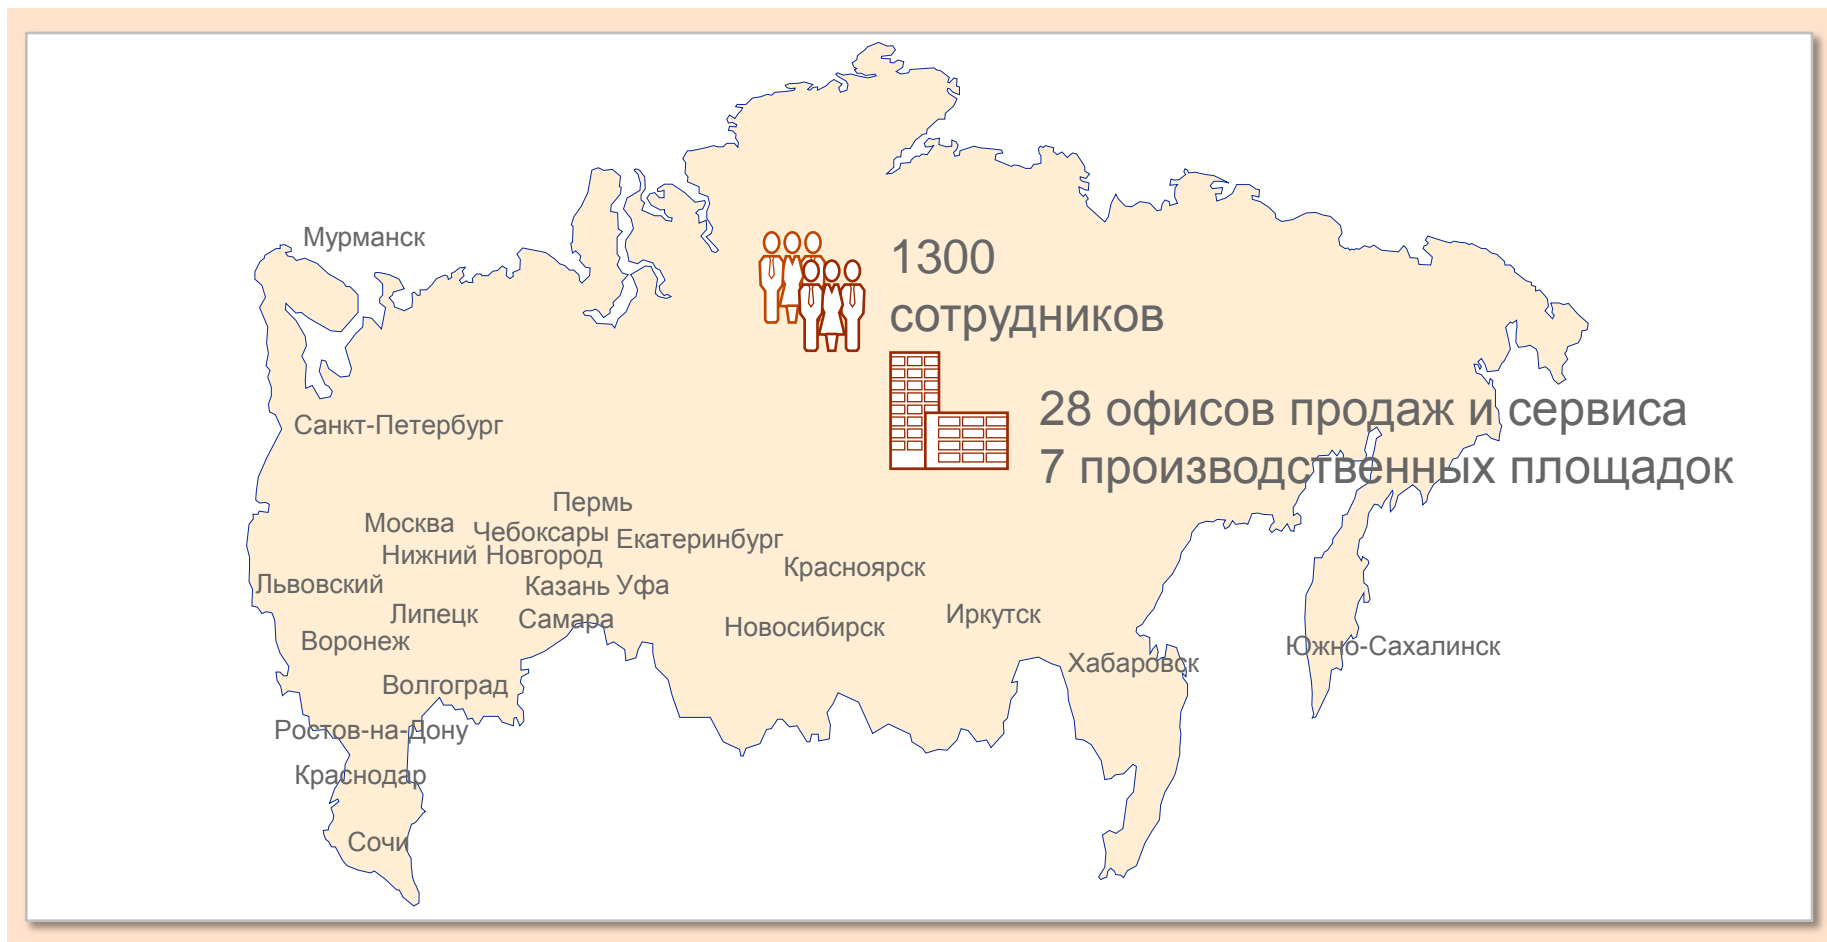 Мурманск
1300
сотрудников
28 офисов продаж и сервиса
7 производственных площадок
Санкт-Петербург
Пермь
Москва
Чебоксары
Екатеринбург
Нижний Новгород
Красноярск
Львовский
Казань
Уфа
Липецк
Самара
Иркутск
Новосибирск
Воронеж
Южно-Сахалинск
Хабаровск
Волгоград
Ростов-на-Дону
Краснодар
Сочи